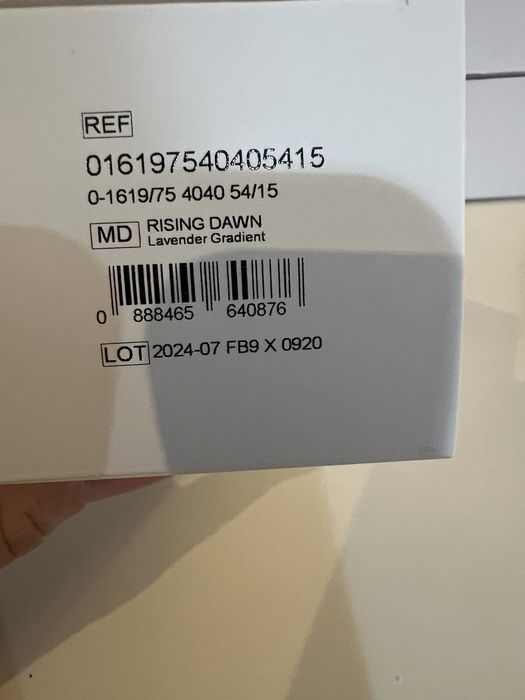 REF
016197540405415
0-1619/75 4040 54/15
MD RISING DAWN
Lavender Gradient
0 888465 640876
LOT 2024-07 FB9 X 0920